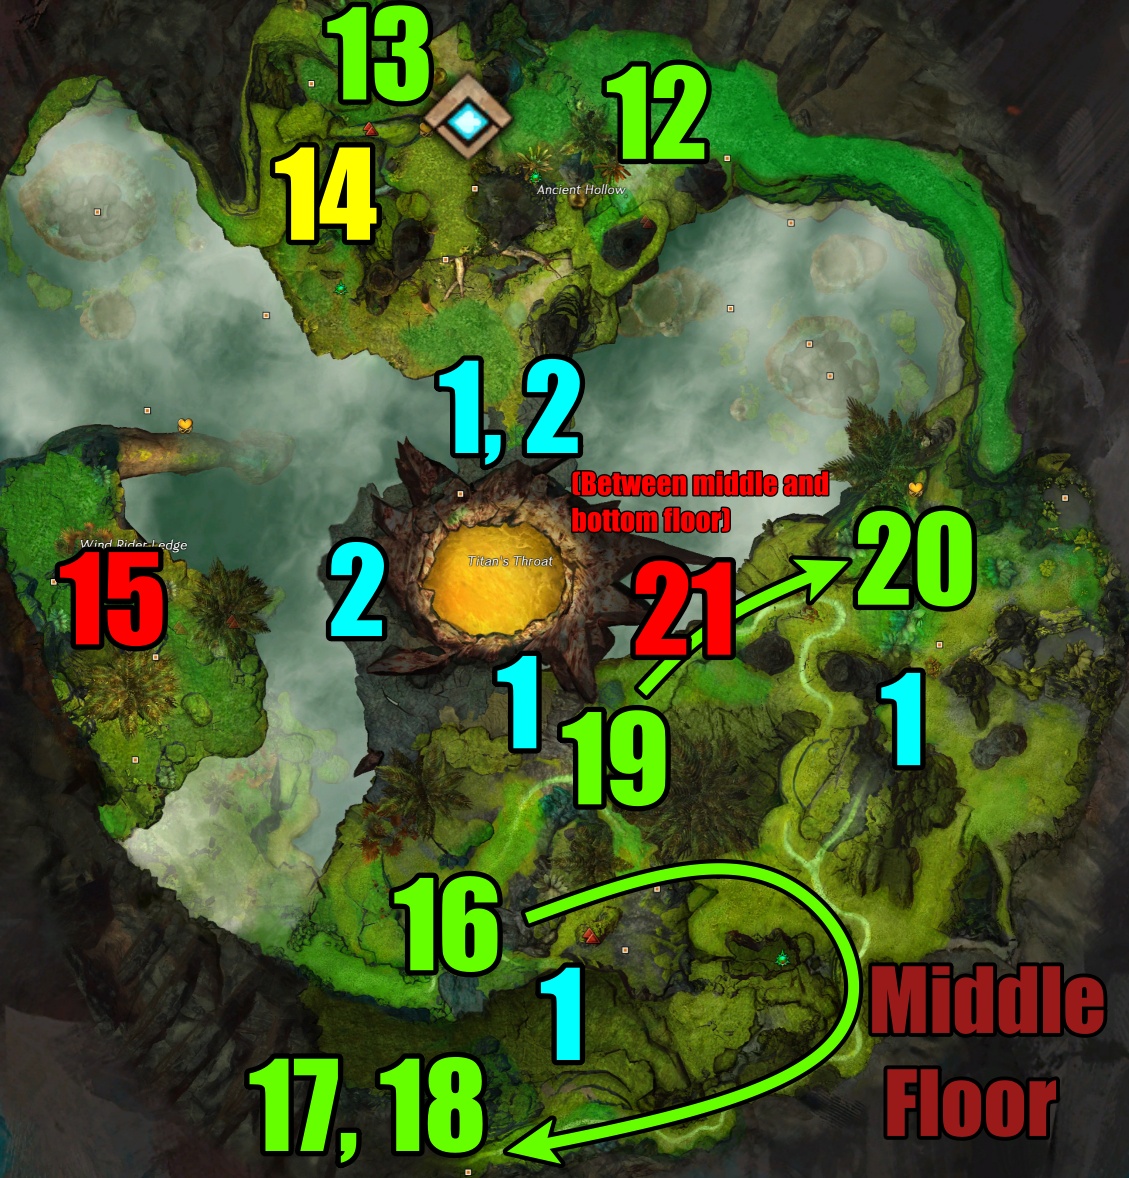 13
12
14
Ancient Hollow
1, 2
(Between middle and
bottom floor)
Wind Rider Ledge
Titan's Throat
20
15
2
21
1
1
19
16
1
Middle
Floor
17, 18